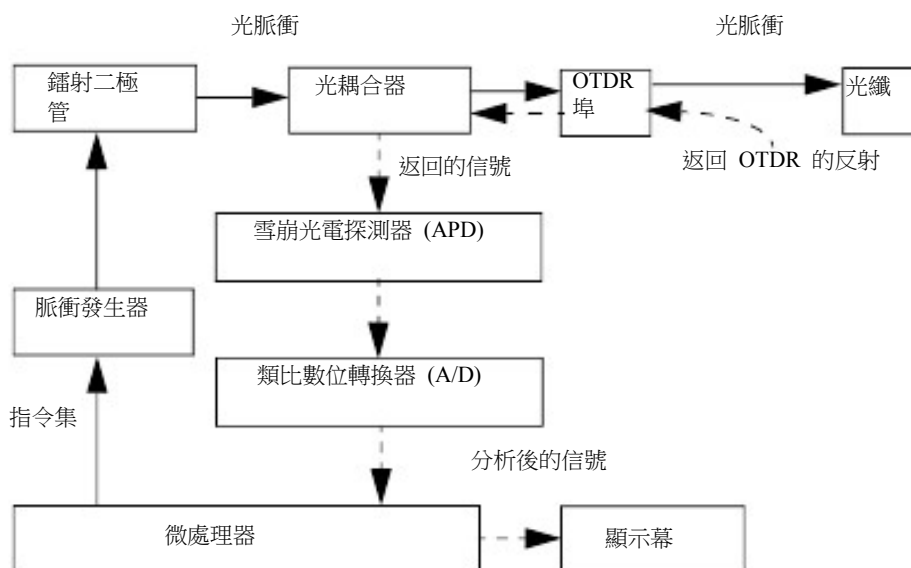 光脈衝
光脈衝
鐳射二極
管
光耦合器
OTDR
埠
光纖
返回的信號
返回 OTDR 的反射
雪崩光電探測器 (APD)
脈衝發生器
類比數位轉換器 (A/D)
指令集
分析後的信號
微處理器
顯示幕